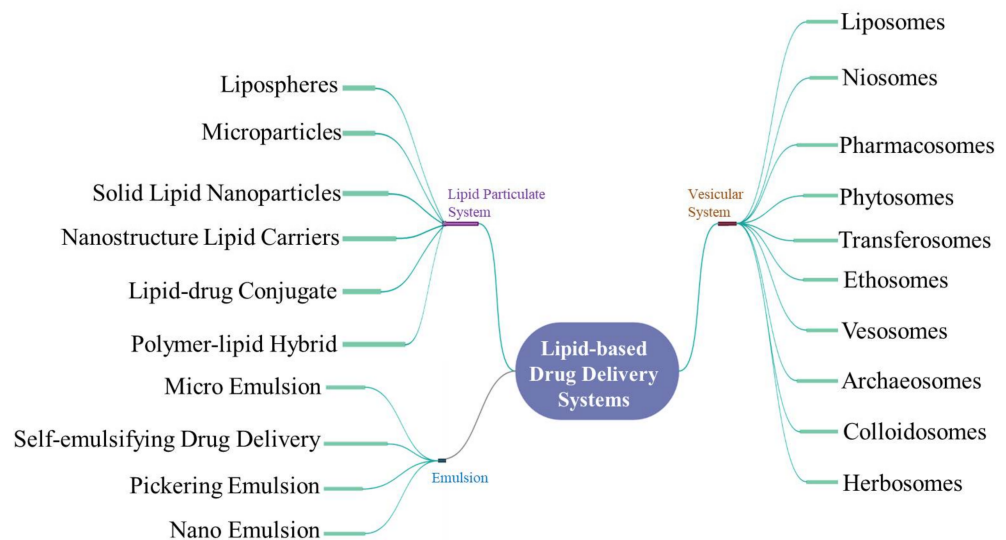 Lipid-based
Drug Delivery
Systems
Lipid Particulate
System
Lipospheres
Microparticles
Solid Lipid Nanoparticles
Nanostructure Lipid Carriers
Lipid-drug Conjugate
Polymer-lipid Hybrid
Emulsion
Micro Emulsion
Self-emulsifying Drug Delivery
Pickering Emulsion
Nano Emulsion
Vesicular
System
Liposomes
Niosomes
Pharmacosomes
Phytosomes
Transferosomes
Ethosomes
Vesosomes
Archaeosomes
Colloidosomes
Herbosomes